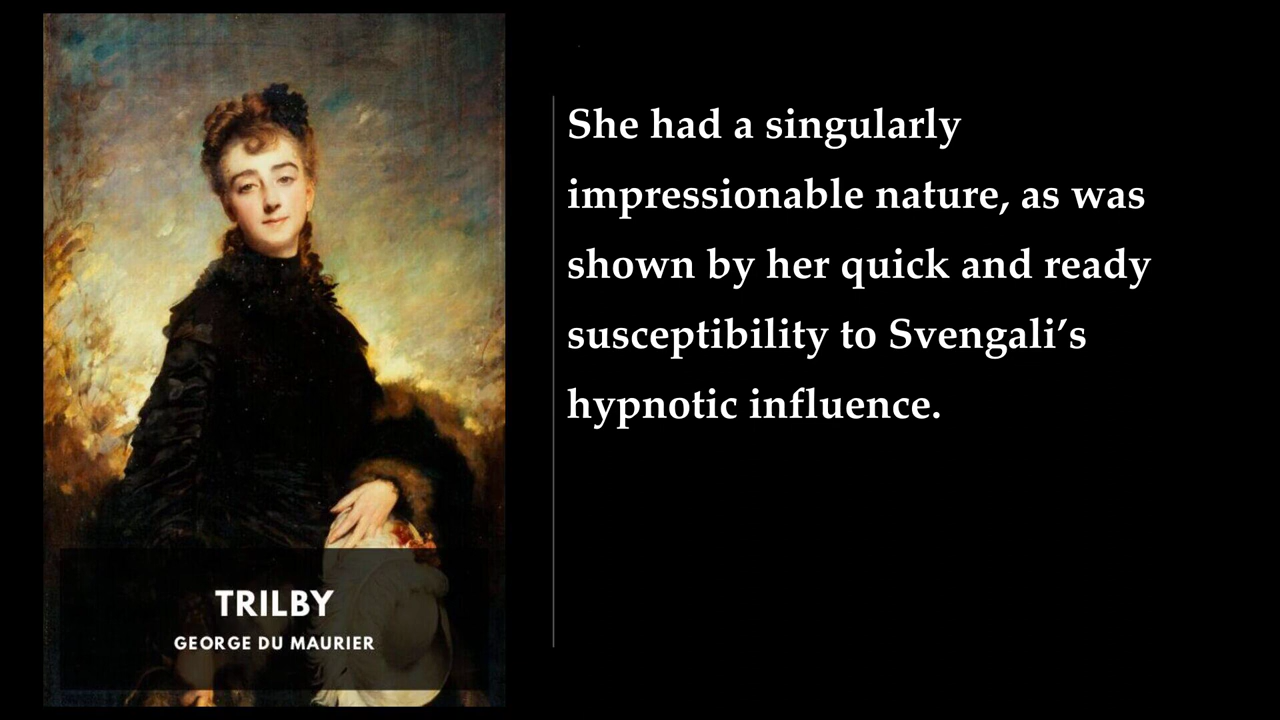 TRILBY
GEORGE DU MAURIER
She had a singularly
impressionable nature, as was
shown by her quick and ready
susceptibility to Svengali’s
hypnotic influence.